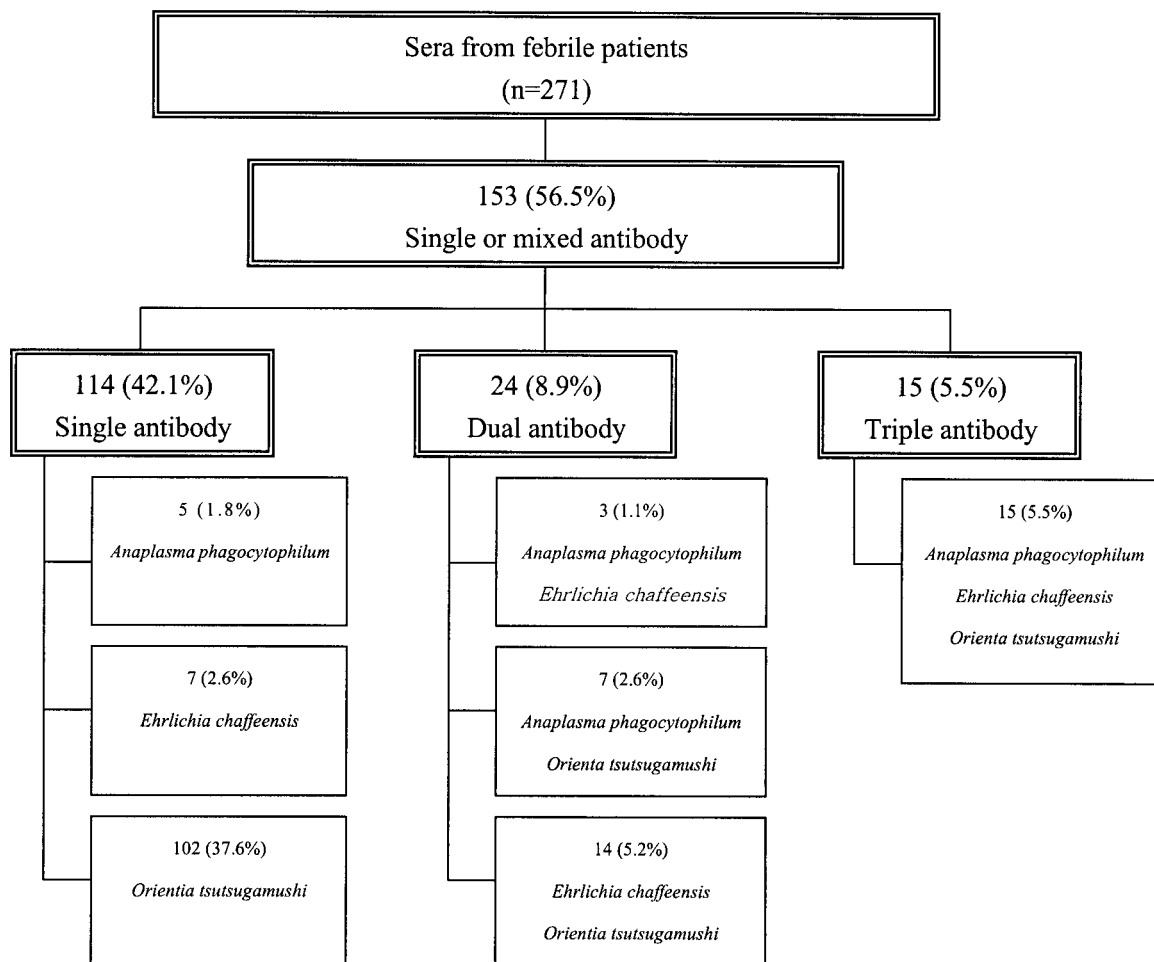 Sera from febrile patients
(n=271)
153 (56.5%)
Single or mixed antibody
114 (42.1%)
Single antibody
24 (8.9%)
Dual antibody
15 (5.5%)
Triple antibody
5 (1.8%)
Anaplasma phagocytophilum
7 (2.6%)
Ehrlichia chaffeensis
102 (37.6%)
Orientia tsutsugamushi
3 (1.1%)
Anaplasma phagocytophilum
Ehrlichia chaffeensis
7 (2.6%)
Anaplasma phagocytophilum
Orienta tsutsugamushi
14 (5.2%)
Ehrlichia chaffeensis
Orientia tsutsugamushi
15 (5.5%)
Anaplasma phagocytophilum
Ehrlichia chaffeensis
Orienta tsutsugamushi